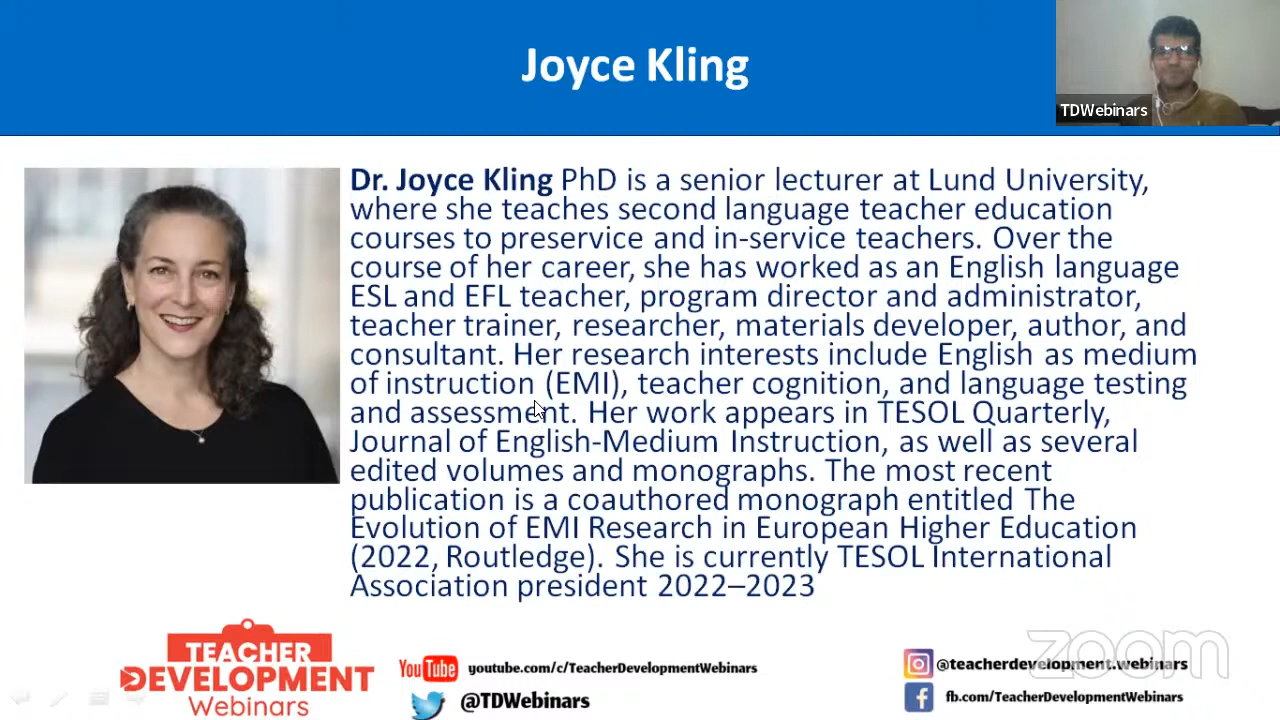 Joyce Kling
TDWebinars
Dr. Joyce Kling PhD is a senior lecturer at Lund University,
where she teaches second language teacher education
courses to preservice and in-service teachers. Over the
course of her career, she has worked as an English language
ESL and EFL teacher, program director and administrator,
teacher trainer, researcher, materials developer, author, and
consultant. Her research interests include English as medium
of instruction (EMI), teacher cognition, and language testing
and assessment. Her work appears in TESOL Quarterly,
Journal of English-Medium Instruction, as well as several
edited volumes and monographs. The most recent
publication is a coauthored monograph entitled The
Evolution of EMI Research in European Higher Education
(2022, Routledge). She is currently TESOL International
Association president 2022–2023
TEACHER
DEVELOPMENT
Webinars
YouTube youtube.com/c/TeacherDevelopmentWebinars
@TDWebinars
@teacherdevelopment.webinars
fb.com/TeacherDevelopmentWebinars
zoom